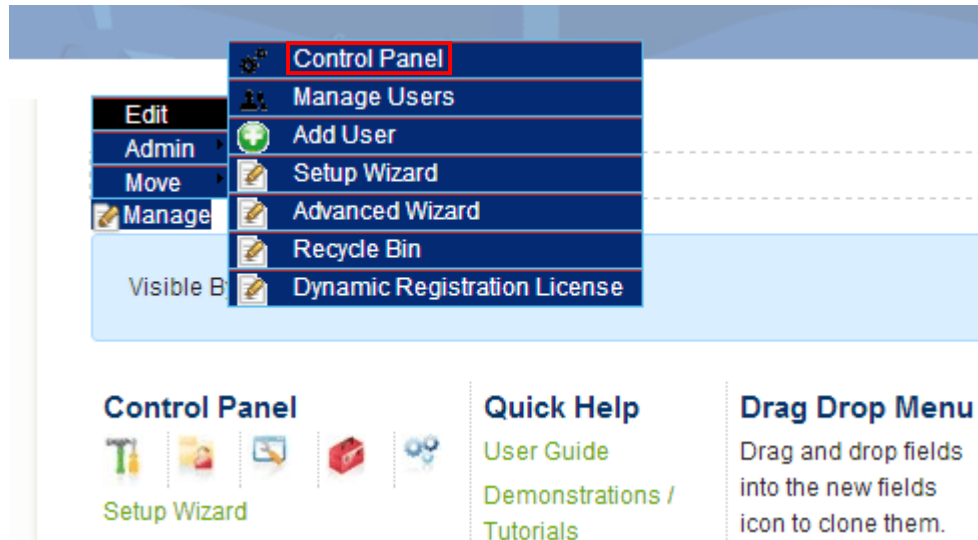 Control Panel
Manage Users
Add User
Setup Wizard
Advanced Wizard
Recycle Bin
Dynamic Registration License
Edit
Admin
Move
Manage
Visible B
Control Panel
Setup Wizard
Quick Help
User Guide
Demonstrations /
Tutorials
Drag Drop Menu
Drag and drop fields
into the new fields
icon to clone them.